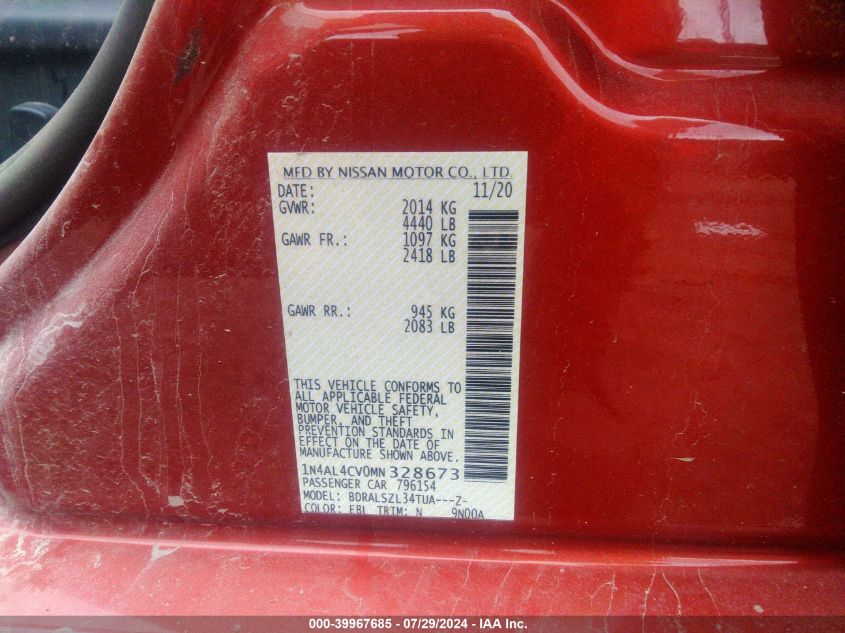 MFD BY NISSAN MOTOR CO., LTD.
DATE: 11/20
GVWR: 2014 KG
4440 LB
GAWR FR.: 1097 KG
2418 LB
GAWR RR.: 945 KG
2083 LB
THIS VEHICLE CONFORMS TO
ALL APPLICABLE FEDERAL
MOTOR VEHICLE SAFETY,
BUMPER, AND THEFT
PREVENTION STANDARDS IN
EFFECT ON THE DATE OF
MANUFACTURE SHOWN ABOVE.
1N4AL4CV0MN328673
PASSENGER CAR 796154
MODEL: BDRALSZL34TUA---Z-
COLOR: EBL TRIM: N 9N00A
000-39967685 / 07/29/2024 - IAA Inc.